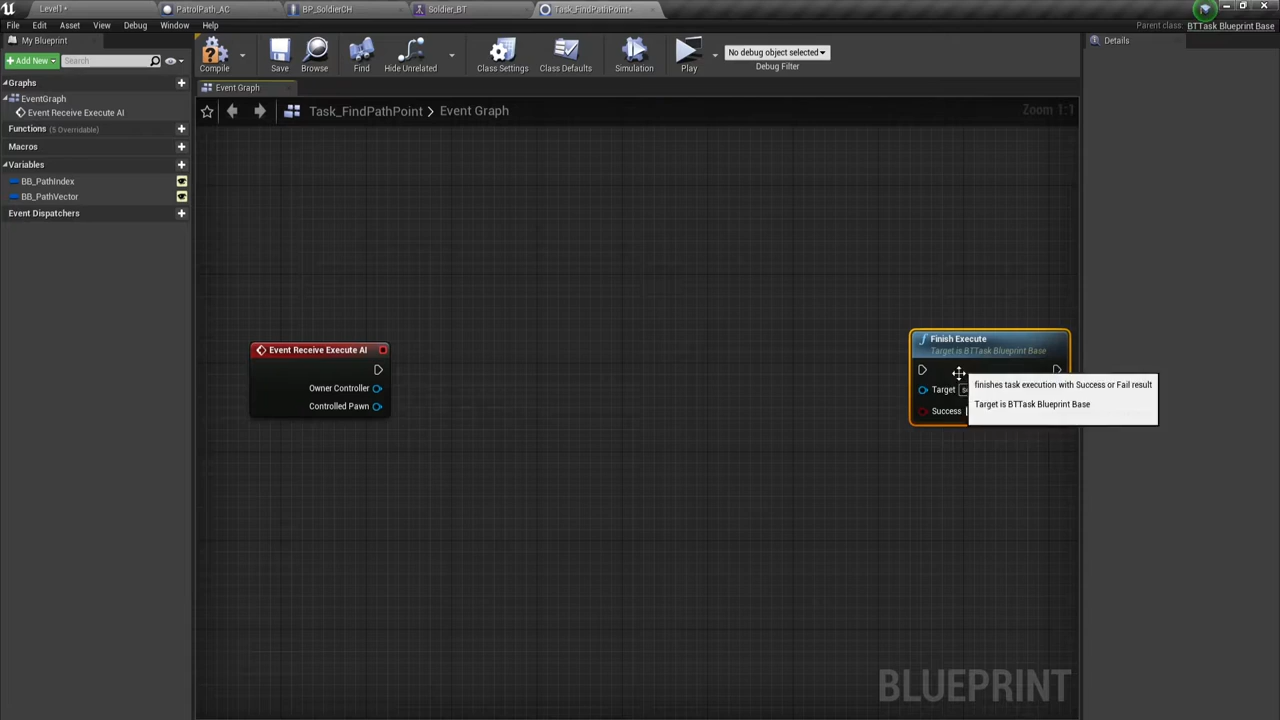 Level1*
PatrolPath_AC
BP_SoldierCH
Soldier_BT
Task_FindPathPoint*
File Edit Asset View Debug Window Help
Parent class: BTTask Blueprint Base
My Blueprint
Add New
Search
Compile
Save
Browse
Find
Hide Unrelated
Class Settings
Class Defaults
Simulation
Play
No debug object selected
Debug Filter
Details
Graphs
EventGraph
Event Receive Execute AI
Functions (5 Overridable)
Macros
Variables
BB_PathIndex
BB_PathVector
Event Dispatchers
Event Graph
Task_FindPathPoint > Event Graph
Zoom 1:1
Event Receive Execute AI
Owner Controller
Controlled Pawn
Finish Execute
Target is BTTask Blueprint Base
Target
Success
finishes task execution with Success or Fail result
Target is BTTask Blueprint Base
BLUEPRINT